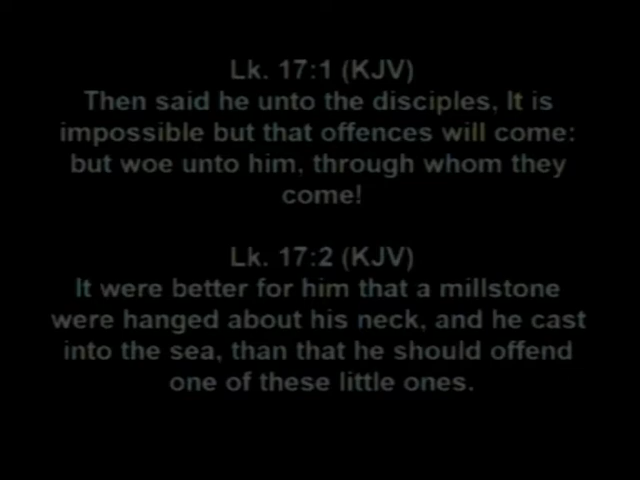 Lk. 17:1 (KJV)
Then said he unto the disciples, It is
impossible but that offences will come:
but woe unto him, through whom they
come!
Lk. 17:2 (KJV)
It were better for him that a millstone
were hanged about his neck, and he cast
into the sea, than that he should offend
one of these little ones.